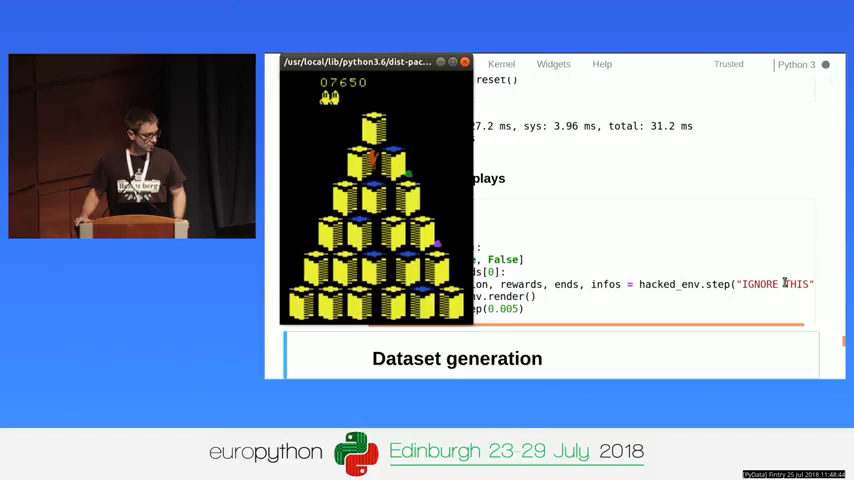 /usr/local/lib/python3.6/dist-pac...
07650
Kernel Widgets Help Trusted Python 3
reset()
27.2 ms, sys: 3.96 ms, total: 31.2 ms
plays
):
e, False]
ds[0]:
ion, rewards, ends, infos = hacked_env.step("IGNORE THIS"
nv.render()
ep(0.005)
Dataset generation
europython Edinburgh 23-29 July 2018
[PyData] Fintry 25 Jul 2018 11:48:44